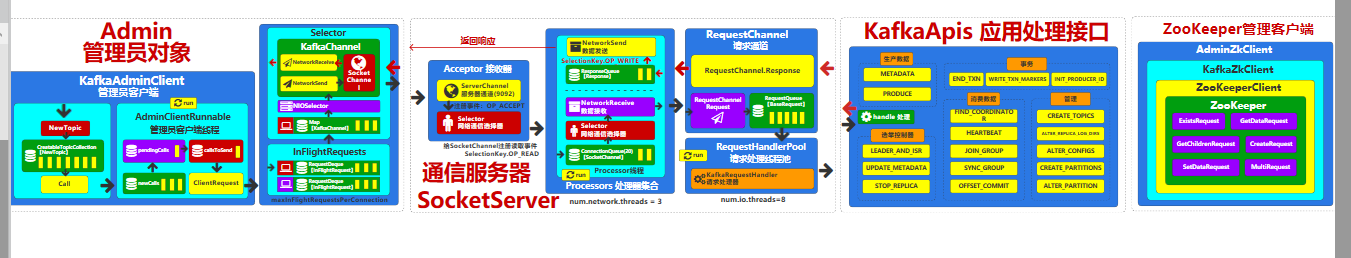 Admin
管理员对象
KafkaAdminClient
管理员客户端
NewTopic
CreatableTopicCollection
[NewTopic]
Call
run
AdminClientRunnable
管理员客户端线程
pendingCalls
callsToSend
newCalls
ClientRequest
Selector
KafkaChannel
NetworkReceive
NetworkSend
Socket
Channe
l
NIOSelector
Map
[KafkaChannel]
InFlightRequests
RequestDeque
[InFlightRequest]
RequestDeque
[InFlightRequest]
maxInFlightRequestsPerConnection
返回响应
Acceptor 接收器
ServerChannel
服务器通道(9092)
注册事件: OP_ACCEPT
Selector
网络通信选择器
给SocketChannel注册读取事件
SelectionKey.OP_READ
通信服务器
SocketServer
NetworkSend
数据发送
SelectionKey.OP_WRITE
ResponseQueue
[Response]
NetworkReceive
数据接收
Selector
网络通信选择器
ConnectionQueue(20)
[SocketChannel]
run
Processor线程
Processors 处理器集合
num.network.threads = 3
RequestChannel
请求通道
RequestChannel.Response
RequestChannel
Request
RequestQueue
[BaseRequest]
RequestHandlerPool
run
请求处理线程池
KafkaRequestHandler
请求处理器
num.io.threads=8
KafkaApis 应用处理接口
生产数据
METADATA
PRODUCE
handle 处理
选举控制器
LEADER_AND_ISR
UPDATE_METADATA
STOP_REPLICA
事务
END_TXN
WRITE_TXN_MARKERS
INIT_PRODUCER_ID
消费数据
FIND_COORDINATO
R
HEARTBEAT
JOIN_GROUP
SYNC_GROUP
OFFSET_COMMIT
管理
CREATE_TOPICS
ALTER_REPLICA_LOG_DIRS
ALTER_CONFIGS
CREATE_PARTITIONS
ALTER_PARTITION
ZooKeeper管理客户端
AdminZkClient
KafkaZkClient
ZooKeeperClient
ZooKeeper
ExistsRequest
GetDataRequest
GetChildrenRequest
CreateRequest
SetDataRequest
MultiRequest